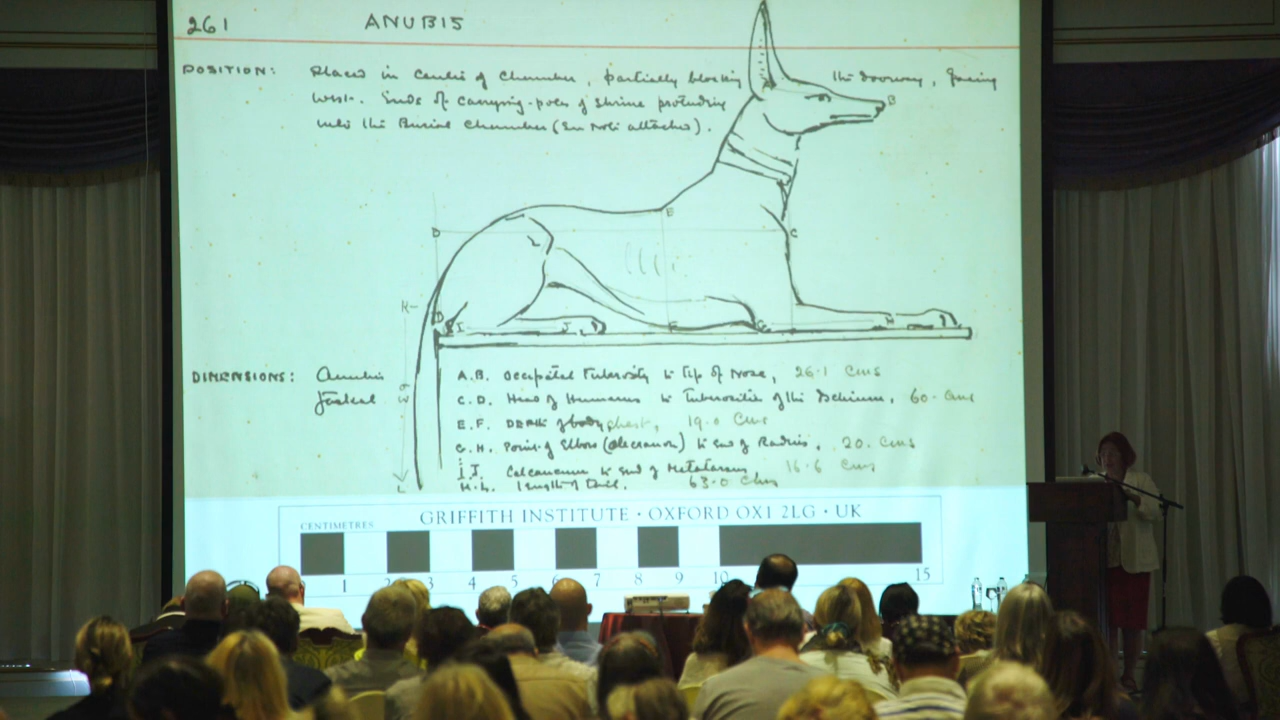 261 ANUBIS
POSITION: Placed in centre of Chamber, partially blocking the doorway, facing
West. Ends of carrying-poles of shrine protruding
into the Burial Chamber (Em Not: attached).
B
E
D C
K
D I J F G H
63
L
DIMENSIONS: Anubis A.B. Occipital Tuberosity to tip of Nose, 26.1 Cms
Jackal C.D. Head of Humerus to Tuberosities of the Ischium, 60. Cms
E.F. DEPTH of body chest, 19.0 Cms
G.H. Point of Elbow (olecranon) to end of Radius, 20. Cms
I.J. Calcaneum to end of Metatarsus, 16.6 Cms
K.L. length of tail. 63.0 Cms
GRIFFITH INSTITUTE · OXFORD OX1 2LG · UK
CENTIMETRES
1 2 3 4 5 6 7 8 9 10 15